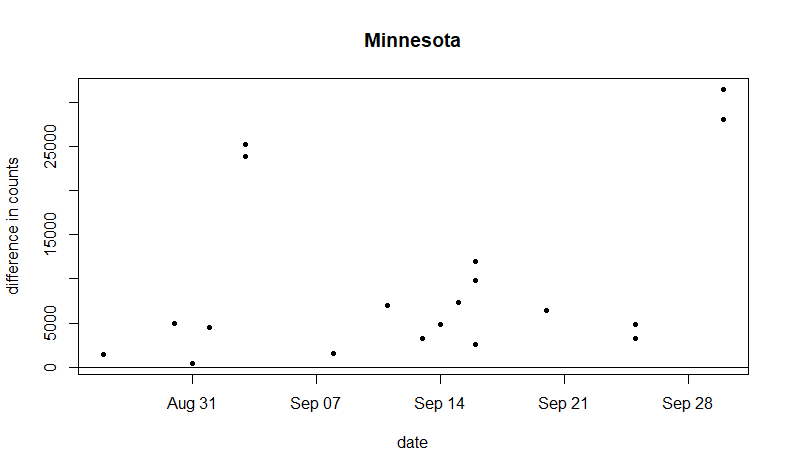 Minnesota
difference in counts
25000
15000
5000
0
Aug 31 Sep 07 Sep 14 Sep 21 Sep 28
date